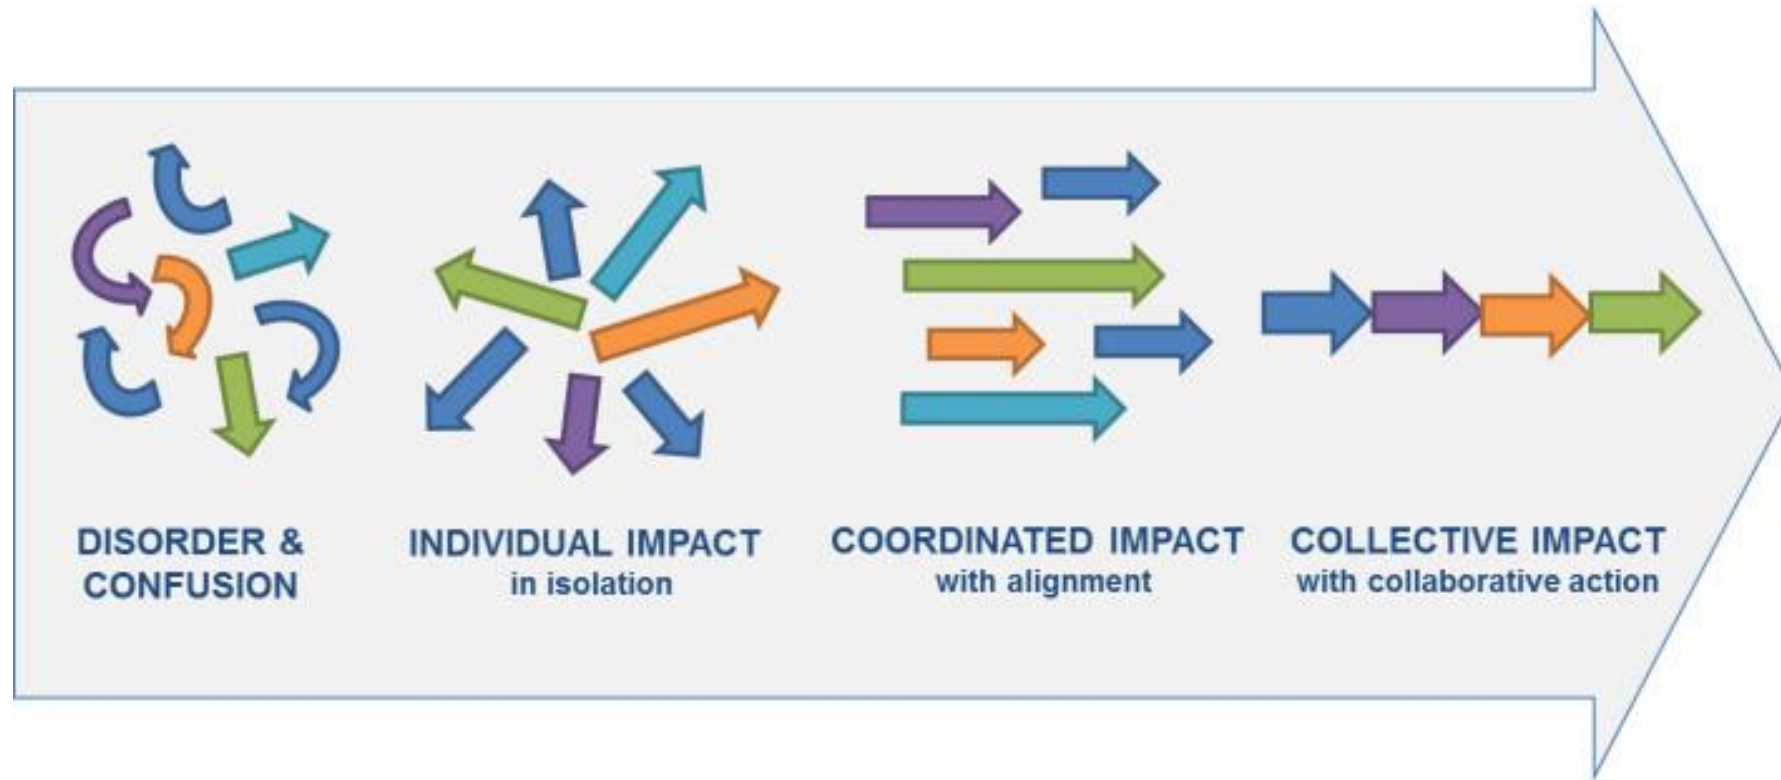 DISORDER &
CONFUSION
INDIVIDUAL IMPACT
in isolation
COORDINATED IMPACT
with alignment
COLLECTIVE IMPACT
with collaborative action